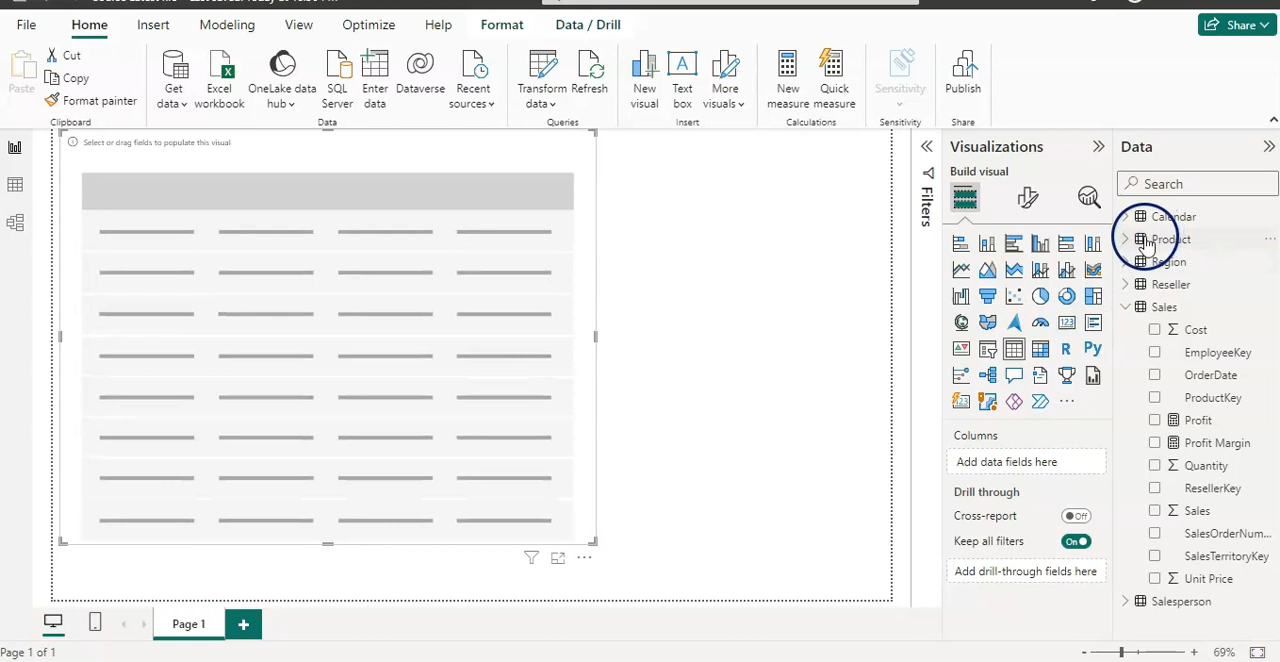 File Home Insert Modeling View Optimize Help Format Data / Drill Share
Paste
Cut
Copy
Format painter
Clipboard
Get data
Excel workbook
OneLake data hub
SQL Server
Enter data
Dataverse
Recent sources
Data
Transform data
Refresh
Queries
New visual
Text box
More visuals
Insert
New measure
Quick measure
Calculations
Sensitivity
Sensitivity
Publish
Share
Select or drag fields to populate this visual
Filters
Visualizations
Build visual
R Py
Columns
Add data fields here
Drill through
Cross-report Off
Keep all filters On
Add drill-through fields here
Data
Search
Calendar
Product
Region
Reseller
Sales
Cost
EmployeeKey
OrderDate
ProductKey
Profit
Profit Margin
Quantity
ResellerKey
Sales
SalesOrderNum...
SalesTerritoryKey
Unit Price
Salesperson
Page 1
Page 1 of 1
69%